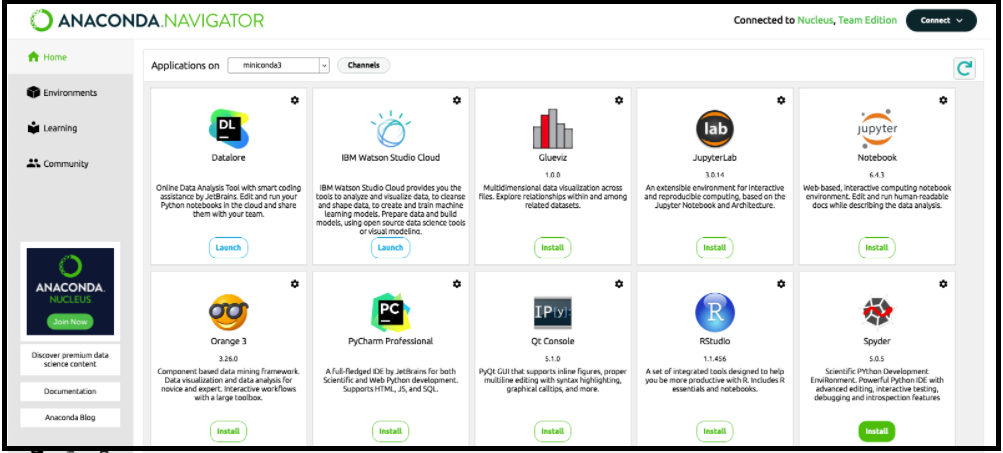 ANACONDA.NAVIGATOR
Connected to Nucleus, Team Edition
Connect
Home
Environments
Learning
Community
ANACONDA.
NUCLEUS
Join Now
Discover premium data
science content
Documentation
Anaconda Blog
Applications on
miniconda3
Channels
DL
Datalore
Online Data Analysis Tool with smart coding
assistance by JetBrains. Edit and run your
Python notebooks in the cloud and share
them with your team.
Launch
IBM Watson Studio Cloud
IBM Watson Studio Cloud provides you the
tools to analyze and visualize data, to cleanse
and shape data, to create and train machine
learning models. Prepare data and build
models, using open source data science tools
or visual modeling.
Launch
Glueviz
1.0.0
Multidimensional data visualization across
files. Explore relationships within and among
related datasets.
Install
lab
JupyterLab
3.0.14
An extensible environment for interactive
and reproducible computing, based on the
Jupyter Notebook and Architecture.
Install
jupyter
Notebook
6.4.3
Web-based, interactive computing notebook
environment. Edit and run human-readable
docs while describing the data analysis.
Install
Orange 3
3.26.0
Component based data mining framework.
Data visualization and data analysis for
novice and expert. Interactive workflows
with a large toolbox.
Install
PC
PyCharm Professional
A full-fledged IDE by JetBrains for both
Scientific and Web Python development.
Supports HTML, JS, and SQL.
Install
IP[y]:
Qt Console
5.1.0
PyQt GUI that supports inline figures, proper
multiline editing with syntax highlighting,
graphical calltips, and more.
Install
R
RStudio
1.1.456
A set of integrated tools designed to help
you be more productive with R. Includes R
essentials and notebooks.
Install
Spyder
5.0.5
Scientific PYthon Development
EnviRonment. Powerful Python IDE with
advanced editing, interactive testing,
debugging and introspection features
Install